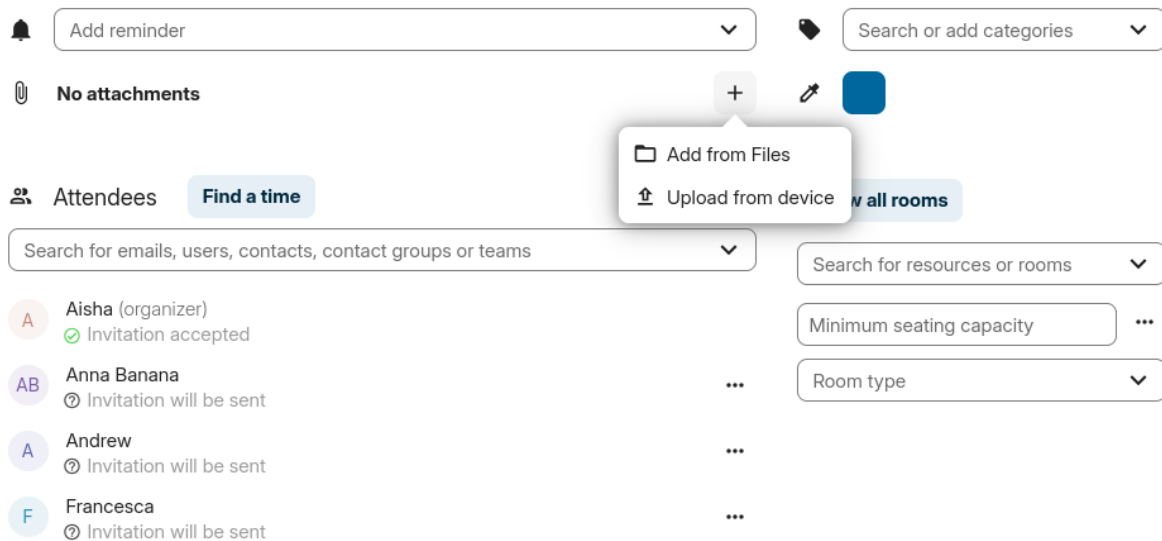 Add reminder
Search or add categories
No attachments
Add from Files
Upload from device
Attendees
Find a time
all rooms
Search for emails, users, contacts, contact groups or teams
Search for resources or rooms
A
Aisha (organizer)
Invitation accepted
Minimum seating capacity
AB
Anna Banana
Invitation will be sent
Room type
A
Andrew
Invitation will be sent
F
Francesca
Invitation will be sent